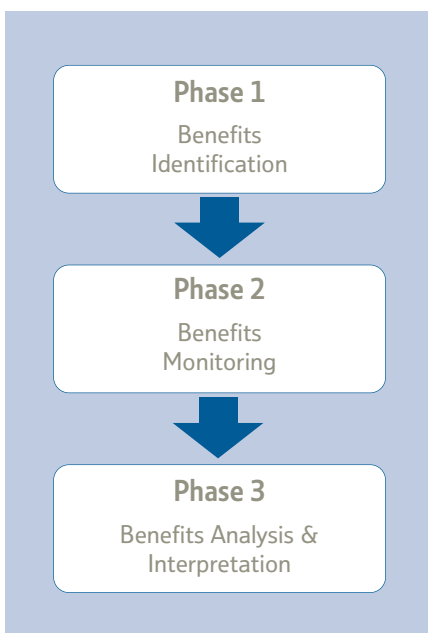 Phase 1
Benefits
Identification
Phase 2
Benefits
Monitoring
Phase 3
Benefits Analysis &
Interpretation